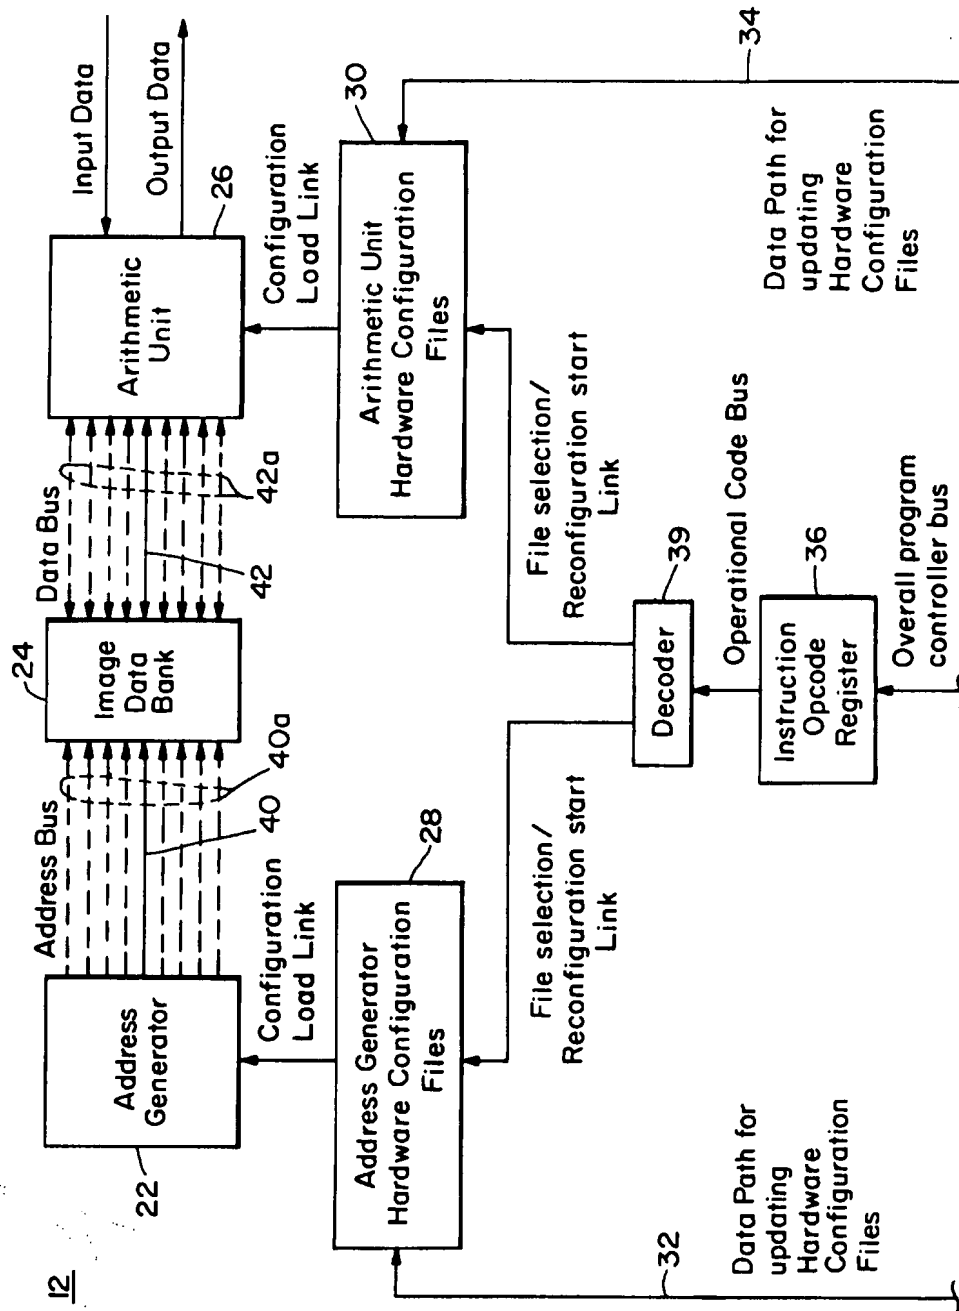 12
Input Data
Output Data
22
Address
Generator
Address Bus
40
40a
24
Image
Data
Bank
Data Bus
42
42a
26
Arithmetic
Unit
Configuration
Load Link
Configuration
Load Link
28
Address Generator
Hardware Configuration
Files
30
Arithmetic Unit
Hardware Configuration
Files
File selection/
Reconfiguration start
Link
File selection/
Reconfiguration start
Link
39
Decoder
Operational Code Bus
36
Instruction
Opcode
Register
Overall program
controller bus
32
Data Path for
updating
Hardware
Configuration
Files
34
Data Path for
updating
Hardware
Configuration
Files